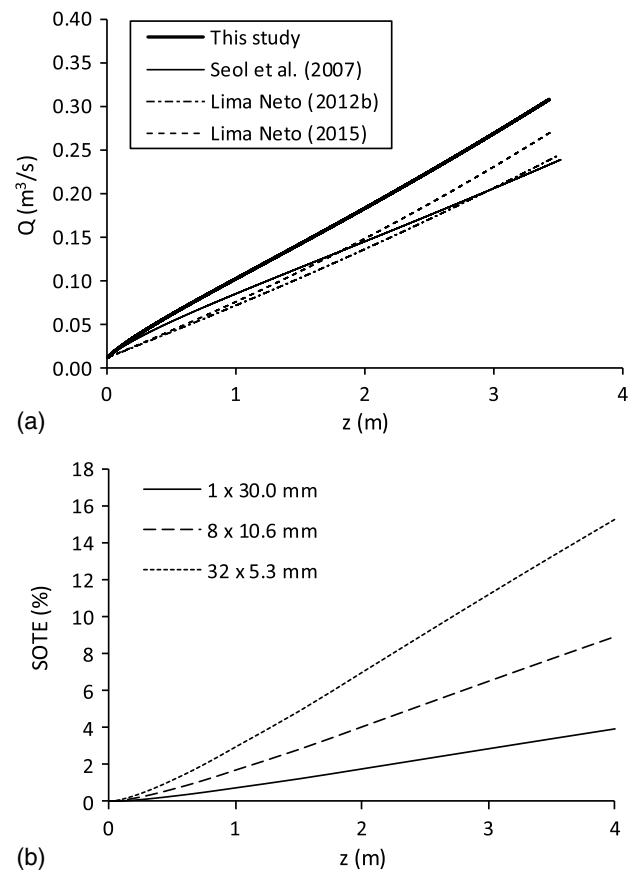 0.40
0.35
0.30
0.25
0.20
0.15
0.10
0.05
0.00
Q (m³/s)
This study
Seol et al. (2007)
Lima Neto (2012b)
Lima Neto (2015)
0 1 2 3 4
z (m)
(a)
18
16
14
12
10
8
6
4
2
0
SOTE (%)
1 x 30.0 mm
8 x 10.6 mm
32 x 5.3 mm
0 1 2 3 4
z (m)
(b)